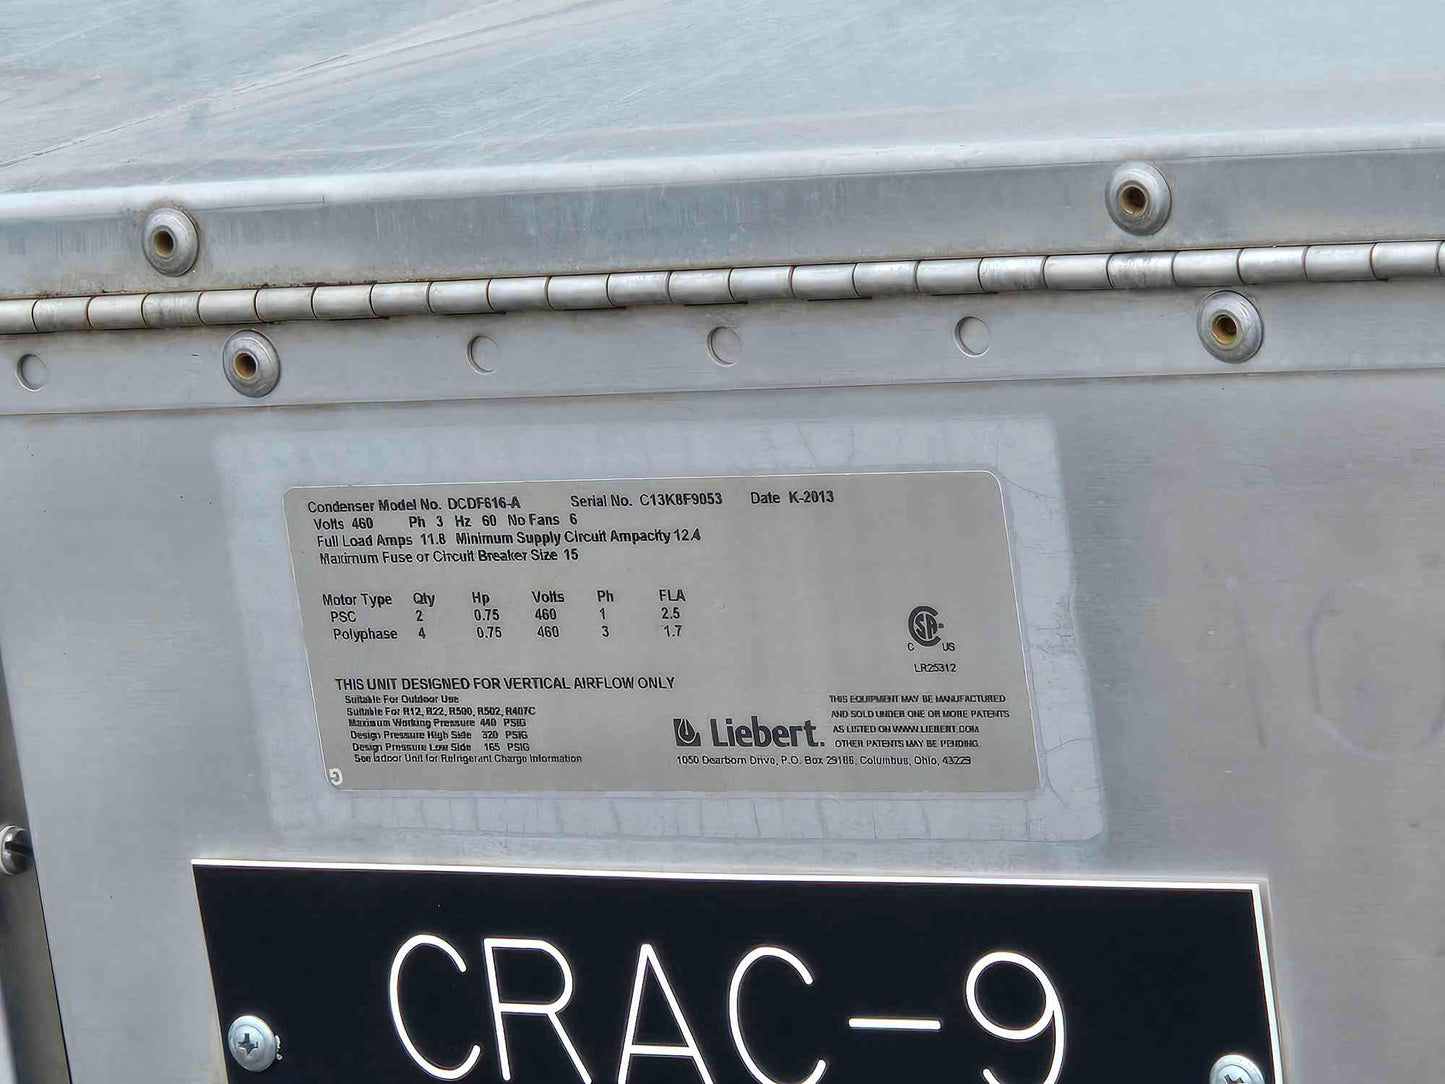 Condenser Model No. DCDF616-A Serial No. C13K8F9053 Date K-2013
Volts 460 Ph 3 Hz 60 No Fans 6
Full Load Amps 11.8 Minimum Supply Circuit Ampacity 12.4
Maximum Fuse or Circuit Breaker Size 15
Motor Type Qty Hp Volts Ph FLA
PSC 2 0.75 460 1 2.5
Polyphase 4 0.75 460 3 1.7
CSA
C US
LR25312
THIS UNIT DESIGNED FOR VERTICAL AIRFLOW ONLY
Suitable For Outdoor Use
Suitable For R12, R22, R500, R502, R407C
Maximum Working Pressure 440 PSIG
Design Pressure High Side 320 PSIG
Design Pressure Low Side 165 PSIG
See Indoor Unit for Refrigerant Charge Information
G
Liebert.
THIS EQUIPMENT MAY BE MANUFACTURED
AND SOLD UNDER ONE OR MORE PATENTS
AS LISTED ON WWW.LIEBERT.COM
OTHER PATENTS MAY BE PENDING
1050 Dearborn Drive, P.O. Box 29186, Columbus, Ohio, 43229
CRAC-9